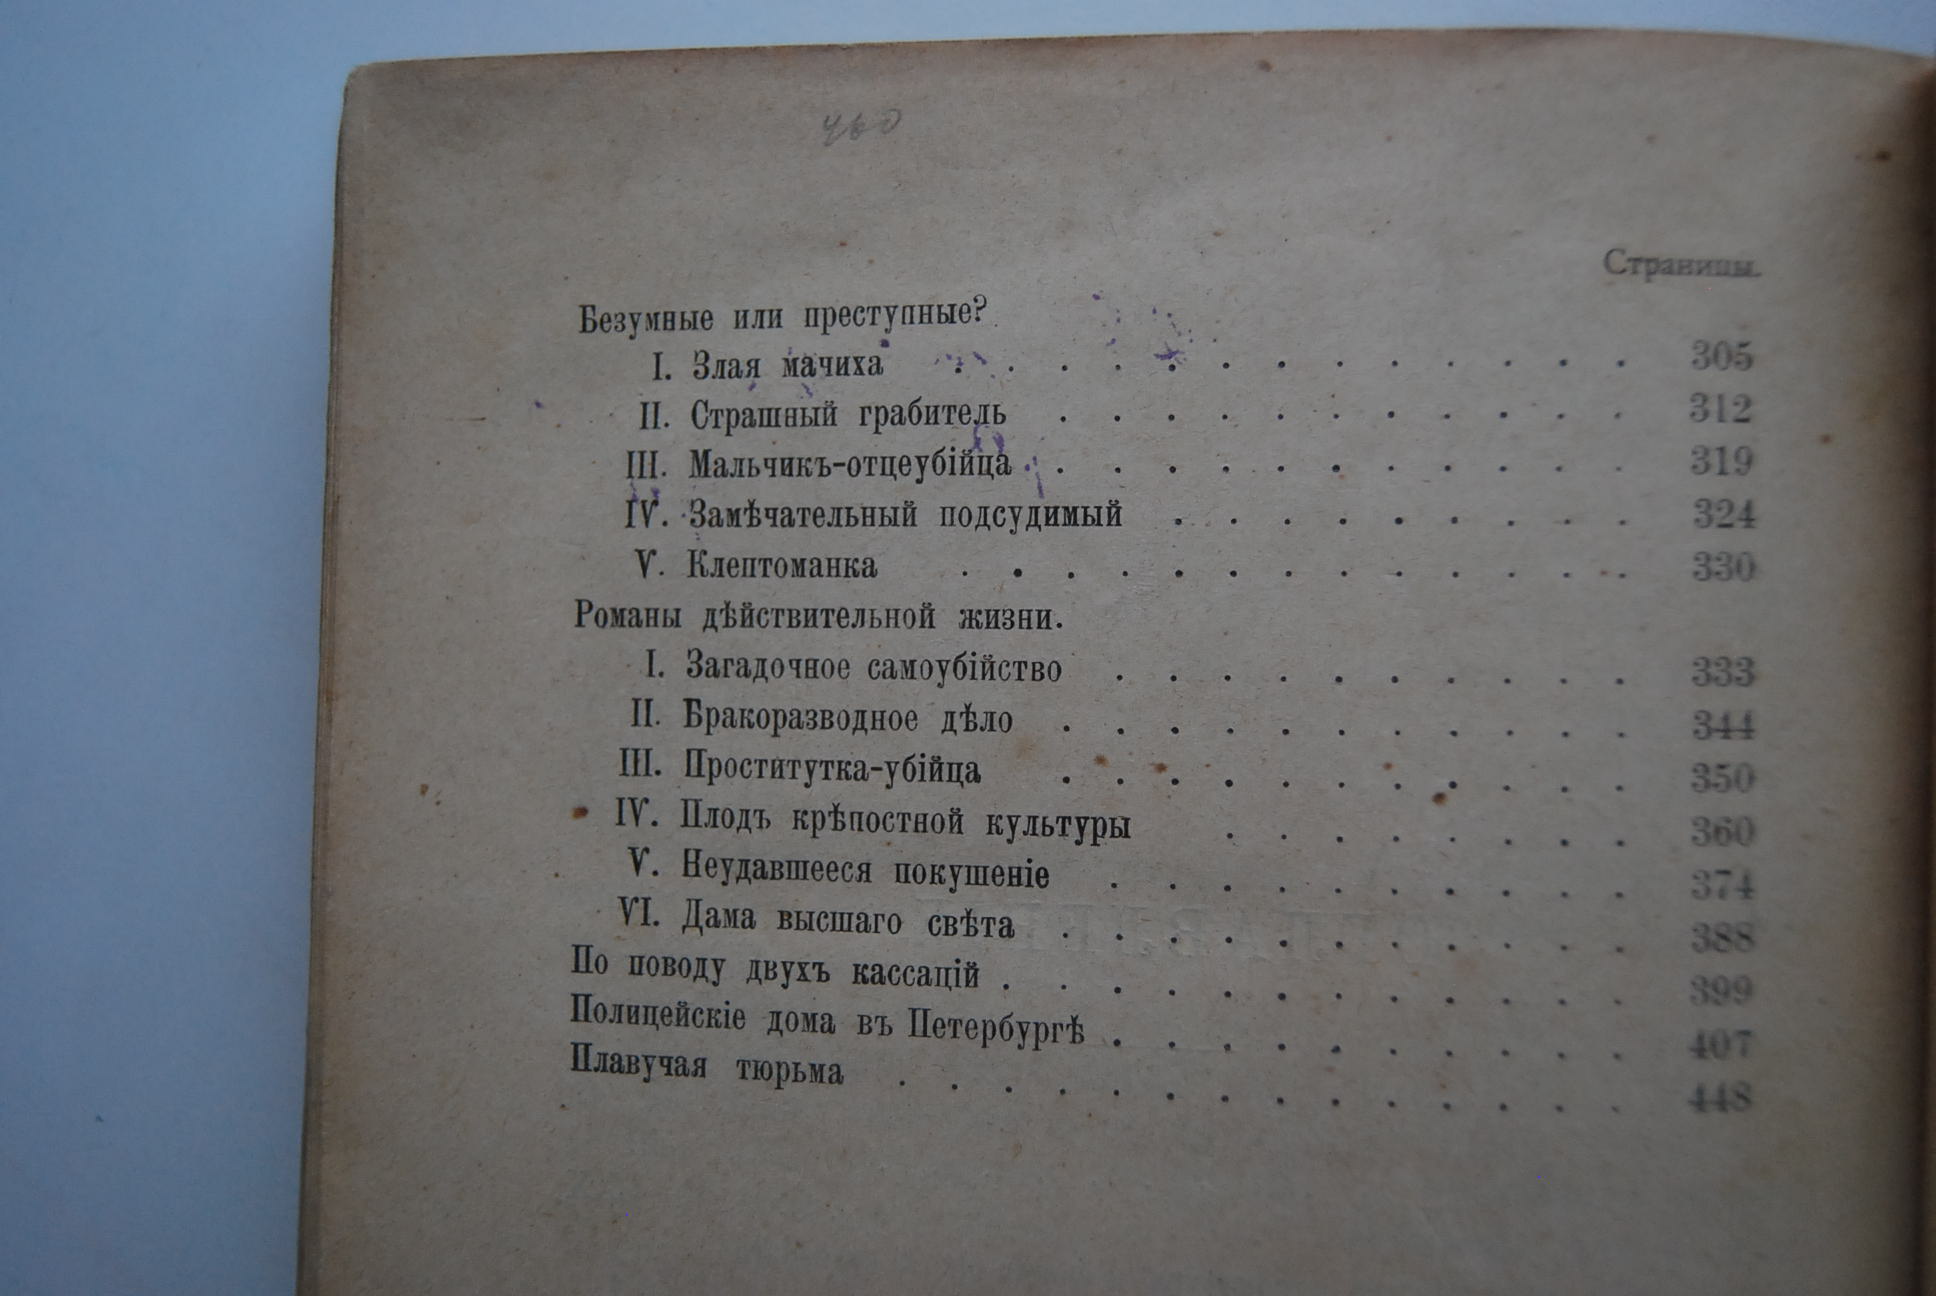 460
Страницы.
Безумные или преступные?
I. Злая мачиха . . . . . . . . . . . . . 305
II. Страшный грабитель . . . . . . . . . . . 312
III. Мальчикъ-отцеубійца . . . . . . . . . . . 319
IV. Замѣчательный подсудимый . . . . . . . . . 324
V. Клептоманка . . . . . . . . . . . . . 330
Романы дѣйствительной жизни.
I. Загадочное самоубійство . . . . . . . . . . 333
II. Бракоразводное дѣло . . . . . . . . . . . 344
III. Проститутка-убійца . . . . . . . . . . . 350
IV. Плодъ крѣпостной культуры . . . . . . . . 360
V. Неудавшееся покушеніе . . . . . . . . . . 374
VI. Дама высшаго свѣта . . . . . . . . . . . 388
По поводу двухъ кассацій . . . . . . . . . . . . 399
Полицейскіе дома въ Петербургѣ . . . . . . . . . . 407
Плавучая тюрьма . . . . . . . . . . . . . . 448